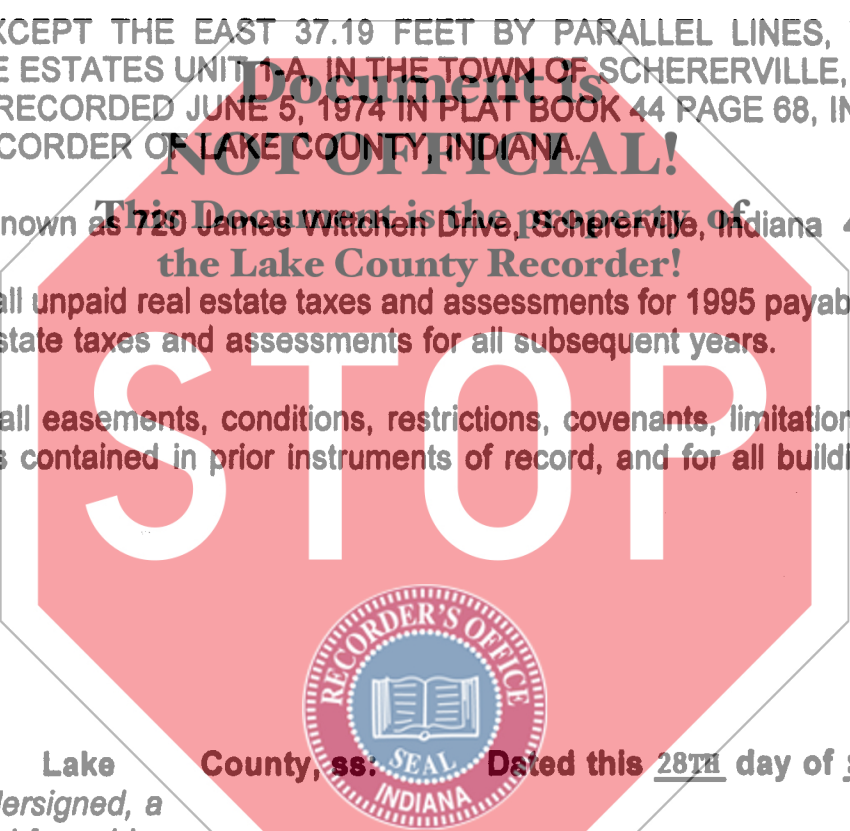 XCEPT THE EAST 37.19 FEET BY PARALLEL LINES,
E ESTATES UNIT 1-A, IN THE TOWN OF SCHERERVILLE,
Document is
RECORDED JUNE 5, 1974 IN PLAT BOOK 44 PAGE 68, IN
CORDER OF LAKE COUNTY, INDIANA.
NOT OFFICIAL!
nown as 720 James Wittchen Drive, Schererville, Indiana 4
This Document is the property of
the Lake County Recorder!
all unpaid real estate taxes and assessments for 1995 payab
state taxes and assessments for all subsequent years.
STOP
all easements, conditions, restrictions, covenants, limitation
s contained in prior instruments of record, and for all buildi
RECORDER'S OFFICE
SEAL
INDIANA
Lake County, ss: Dated this 28TH day of
dersigned, a